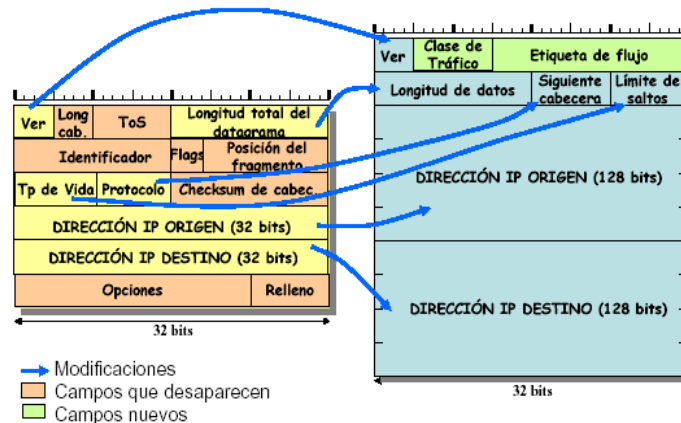 Ver
Clase de
Tráfico
Etiqueta de flujo
Longitud de datos
Siguiente
cabecera
Límite de
saltos
DIRECCIÓN IP ORIGEN (128 bits)
DIRECCIÓN IP DESTINO (128 bits)
32 bits
Ver
Long
cab.
ToS
Longitud total del
datagrama
Identificador
Flags
Posición del
fragmento
Tp de Vida
Protocolo
Checksum de cabec.
DIRECCIÓN IP ORIGEN (32 bits)
DIRECCIÓN IP DESTINO (32 bits)
Opciones
Relleno
32 bits
Modificaciones
Campos que desaparecen
Campos nuevos